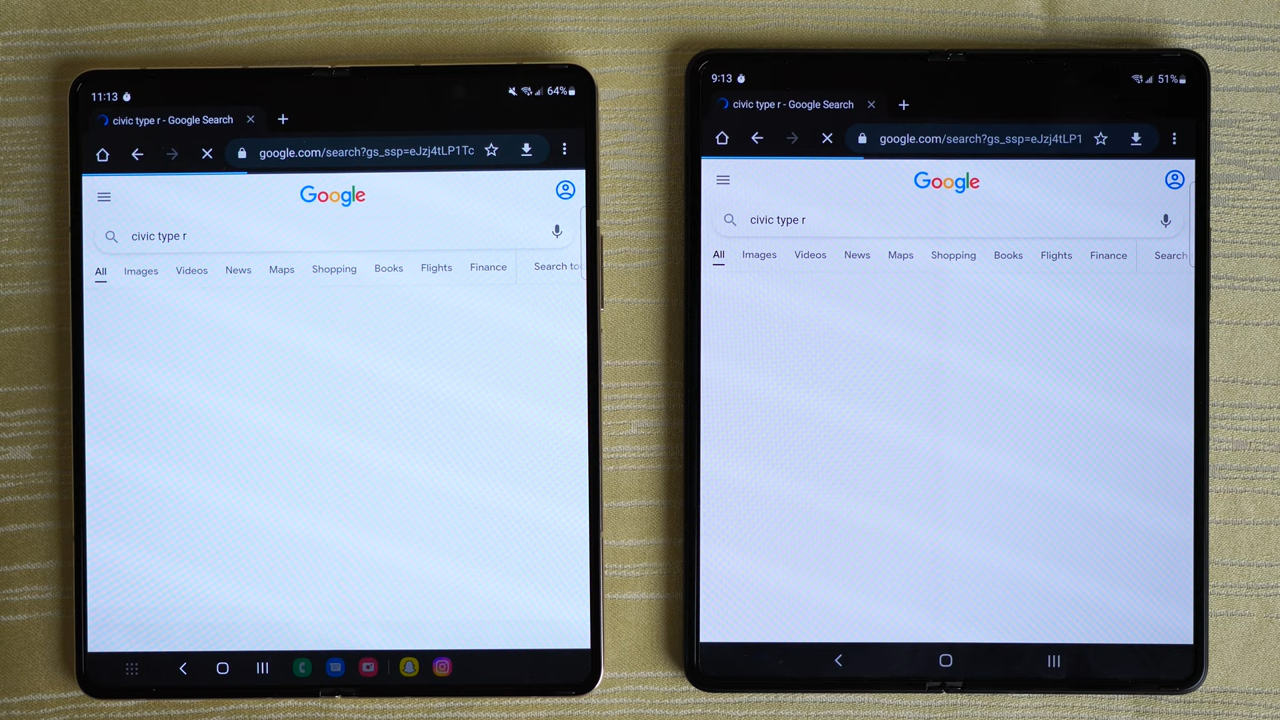 11:13 64%
civic type r - Google Search
google.com/search?gs_ssp=eJzj4tLP1Tc
Google
civic type r
All Images Videos News Maps Shopping Books Flights Finance Search to
9:13 51%
civic type r - Google Search
google.com/search?gs_ssp=eJzj4tLP1
Google
civic type r
All Images Videos News Maps Shopping Books Flights Finance Search